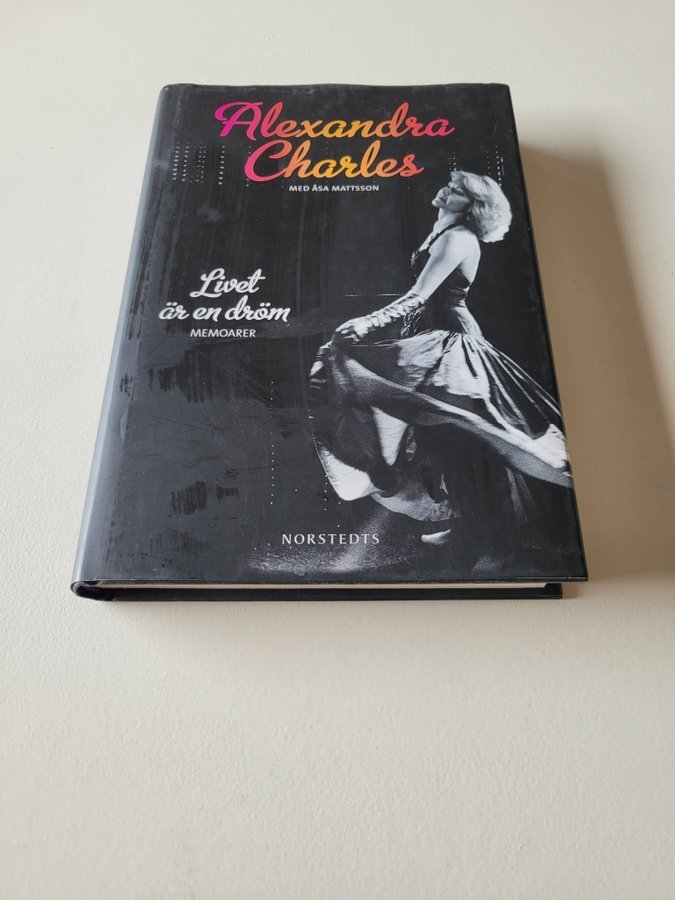 Alexandra
Charles
MED ÅSA MATTSSON
Livet
är en dröm
MEMOARER
NORSTEDTS